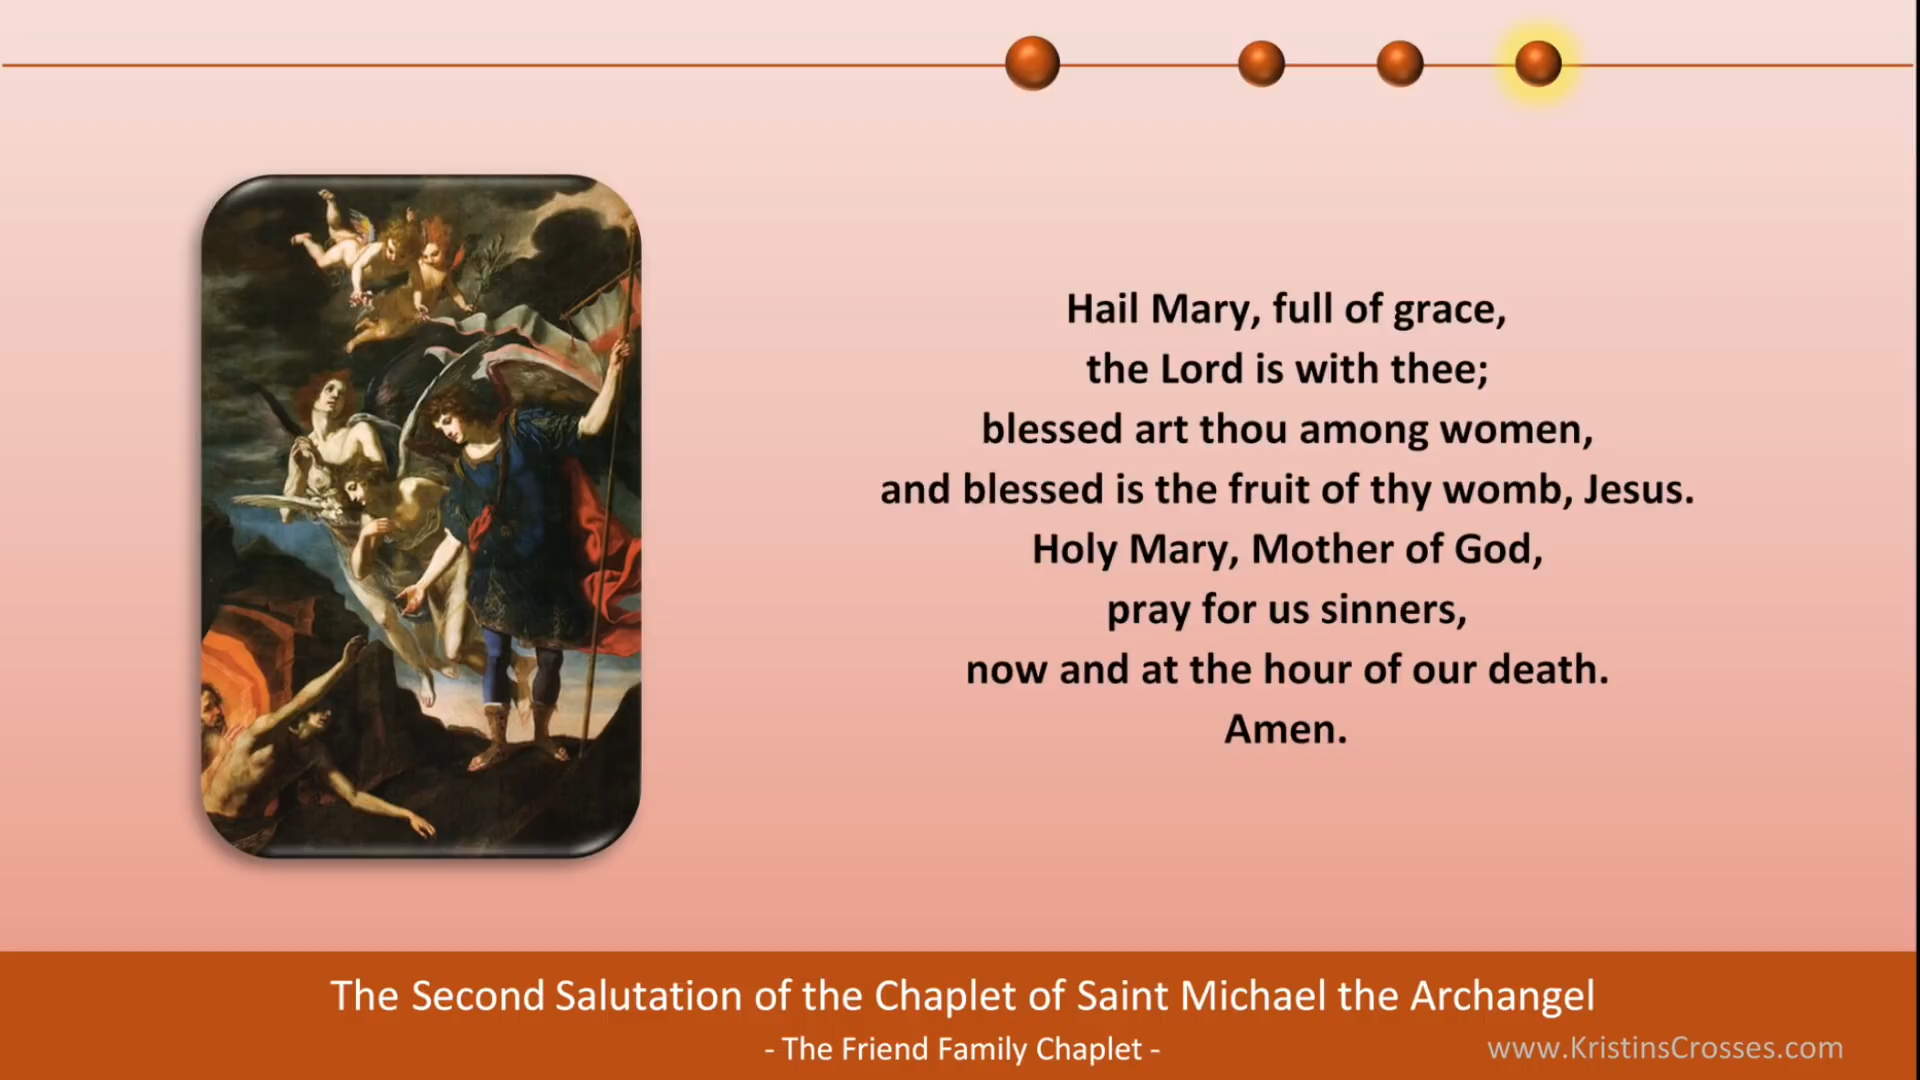 Hail Mary, full of grace,
the Lord is with thee;
blessed art thou among women,
and blessed is the fruit of thy womb, Jesus.
Holy Mary, Mother of God,
pray for us sinners,
now and at the hour of our death.
Amen.
The Second Salutation of the Chaplet of Saint Michael the Archangel
- The Friend Family Chaplet -
www.KristinsCrosses.com